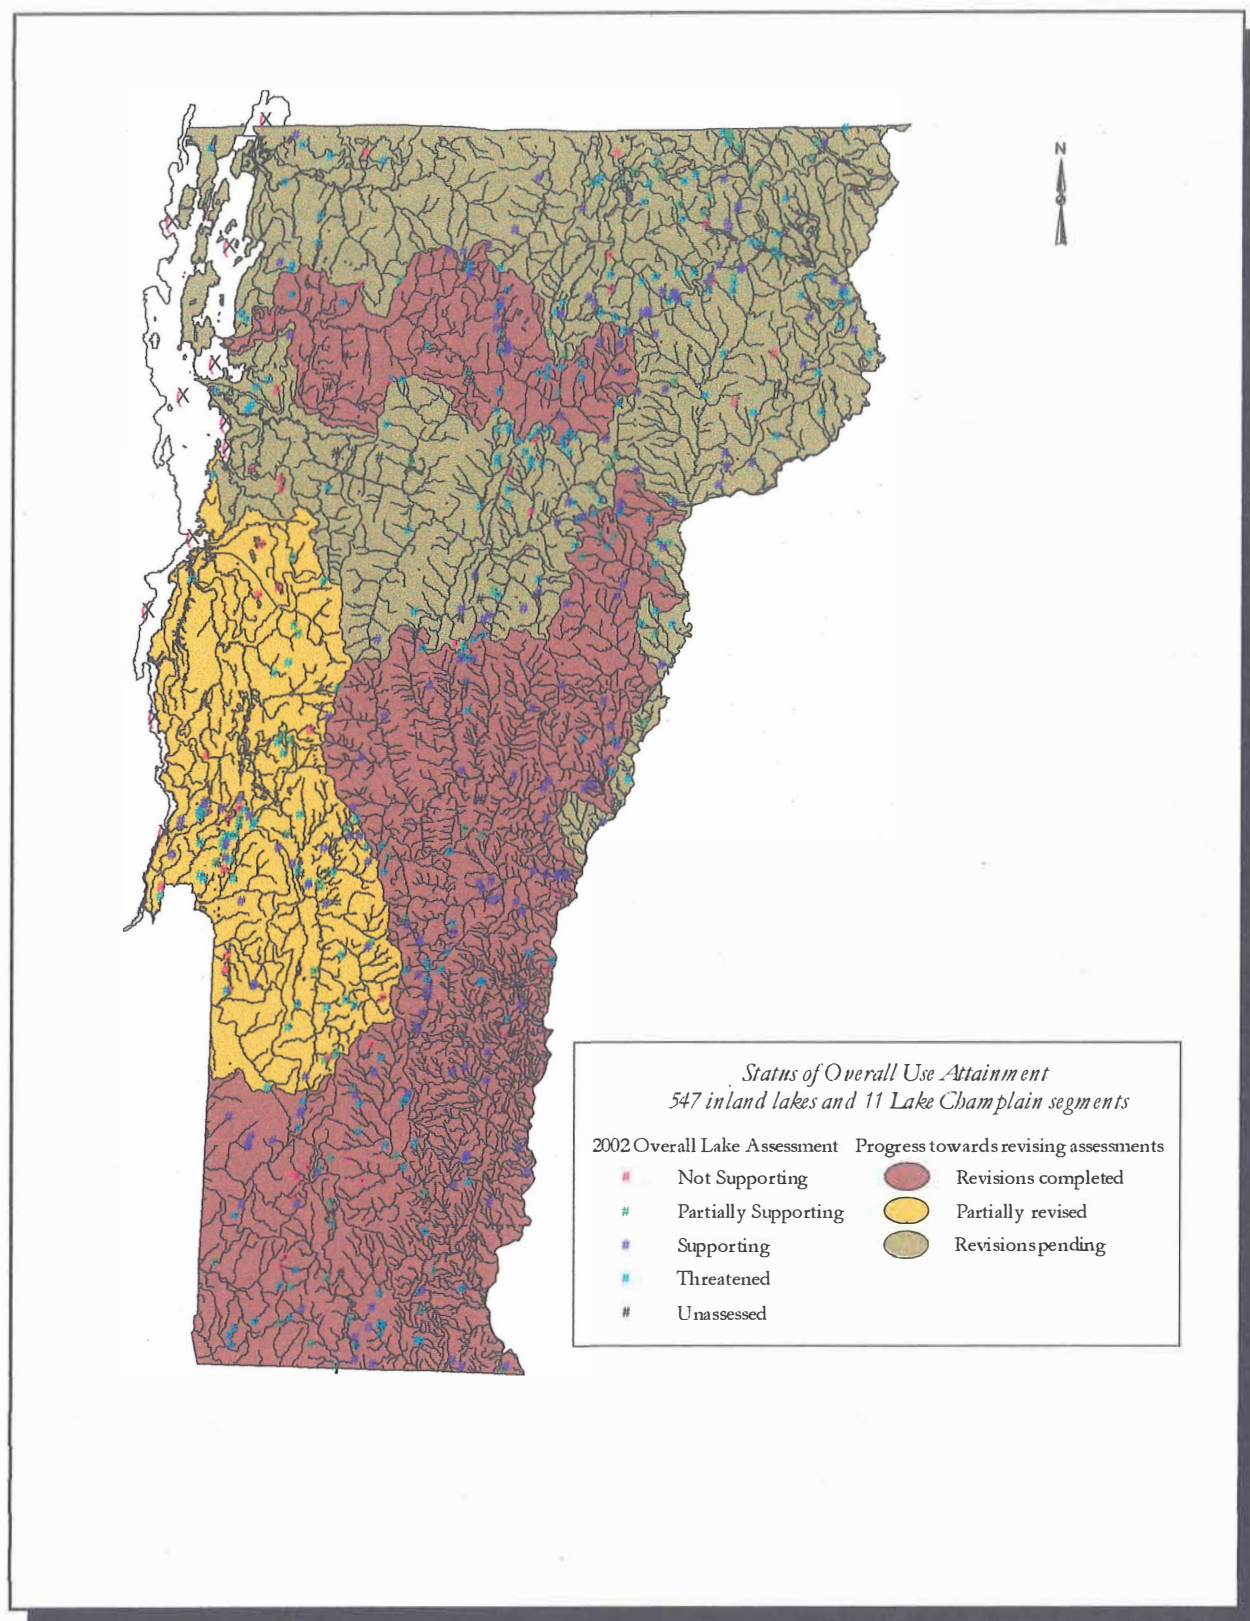 N
Status of Overall Use Attainment
547 inland lakes and 11 Lake Champlain segments
2002 Overall Lake Assessment Progress towards revising assessments
# Not Supporting Revisions completed
# Partially Supporting Partially revised
# Supporting Revisions pending
# Threatened
# Unassessed